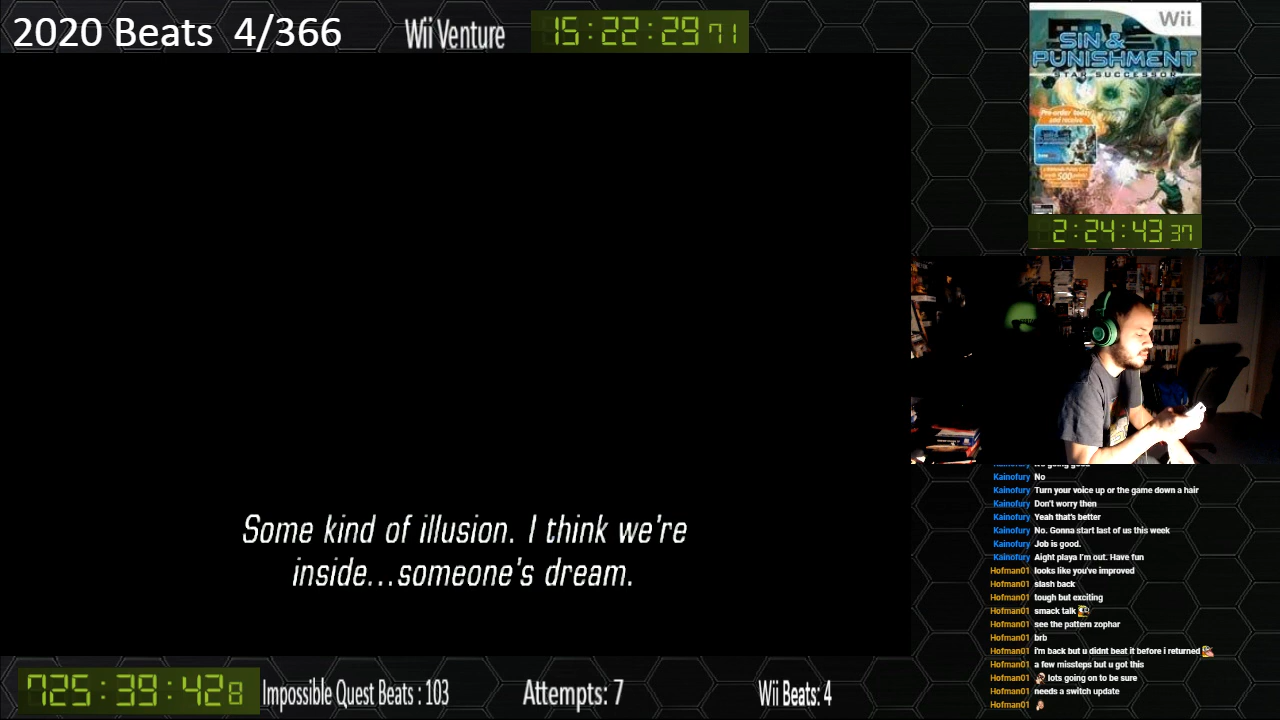 2020 Beats 4/366
Wii Venture
15:22:29 71
Wii
SIN &
PUNISHMENT
STAR SUCCESSOR
Pre-order today
and receive
500
2:24:43 37
Some kind of illusion. I think we're
inside...someone's dream.
Kainofury No
Kainofury Turn your voice up or the game down a hair
Kainofury Don't worry then
Kainofury Yeah that's better
Kainofury No. Gonna start last of us this week
Kainofury Job is good.
Kainofury Aight playa I'm out. Have fun
Hofman01 looks like you've improved
Hofman01 slash back
Hofman01 tough but exciting
Hofman01 smack talk
Hofman01 see the pattern zophar
Hofman01 brb
Hofman01 i'm back but u didnt beat it before i returned
Hofman01 a few missteps but u got this
Hofman01 lots going on to be sure
Hofman01 needs a switch update
Hofman01
725:39:42 8
Impossible Quest Beats : 103
Attempts: 7
Wii Beats: 4